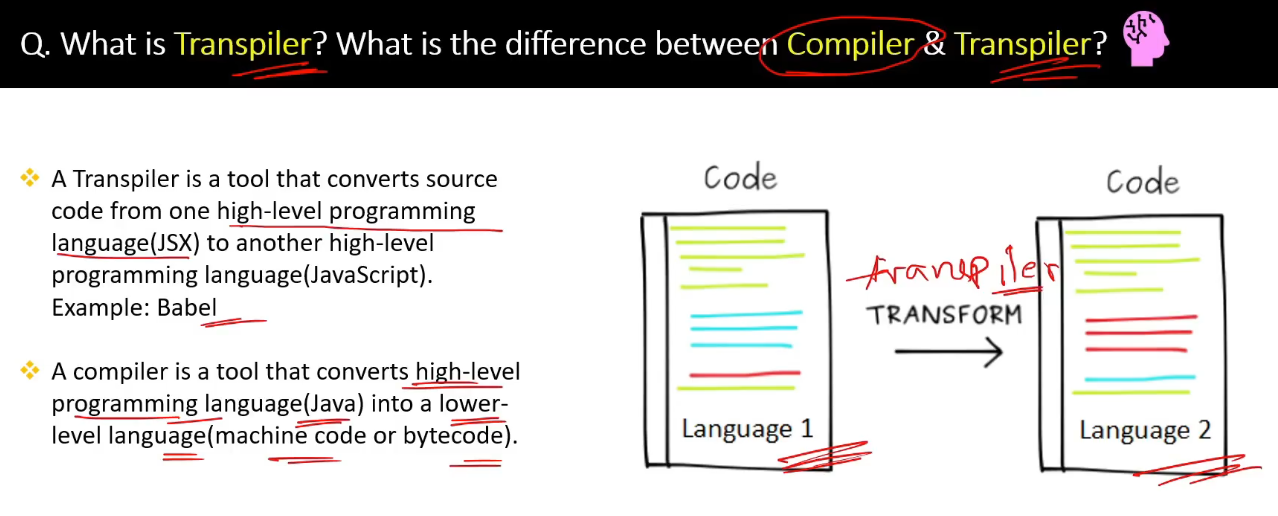 Q. What is Transpiler? What is the difference between Compiler & Transpiler?
A Transpiler is a tool that converts source
code from one high-level programming
language(JSX) to another high-level
programming language(JavaScript).
Example: Babel
A compiler is a tool that converts high-level
programming language(Java) into a lower-
level language(machine code or bytecode).
Code
Language 1
transpiler
TRANSFORM
Code
Language 2